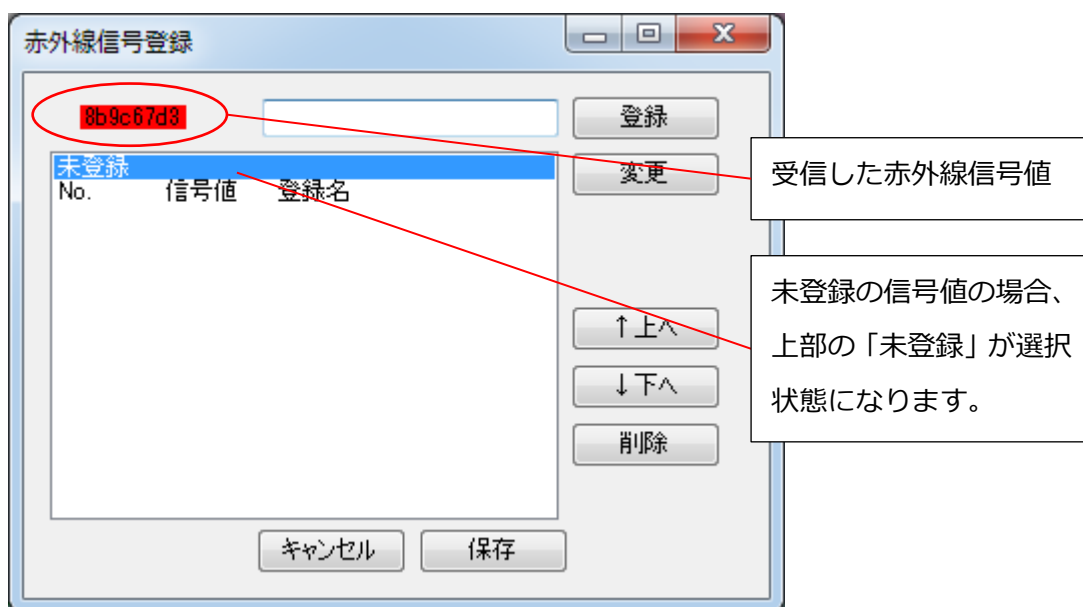 赤外線信号登録
8b9c67d3
登録
未登録
変更
No. 信号値 登録名
↑上へ
↓下へ
削除
キャンセル 保存
受信した赤外線信号値
未登録の信号値の場合、
上部の「未登録」が選択
状態になります。